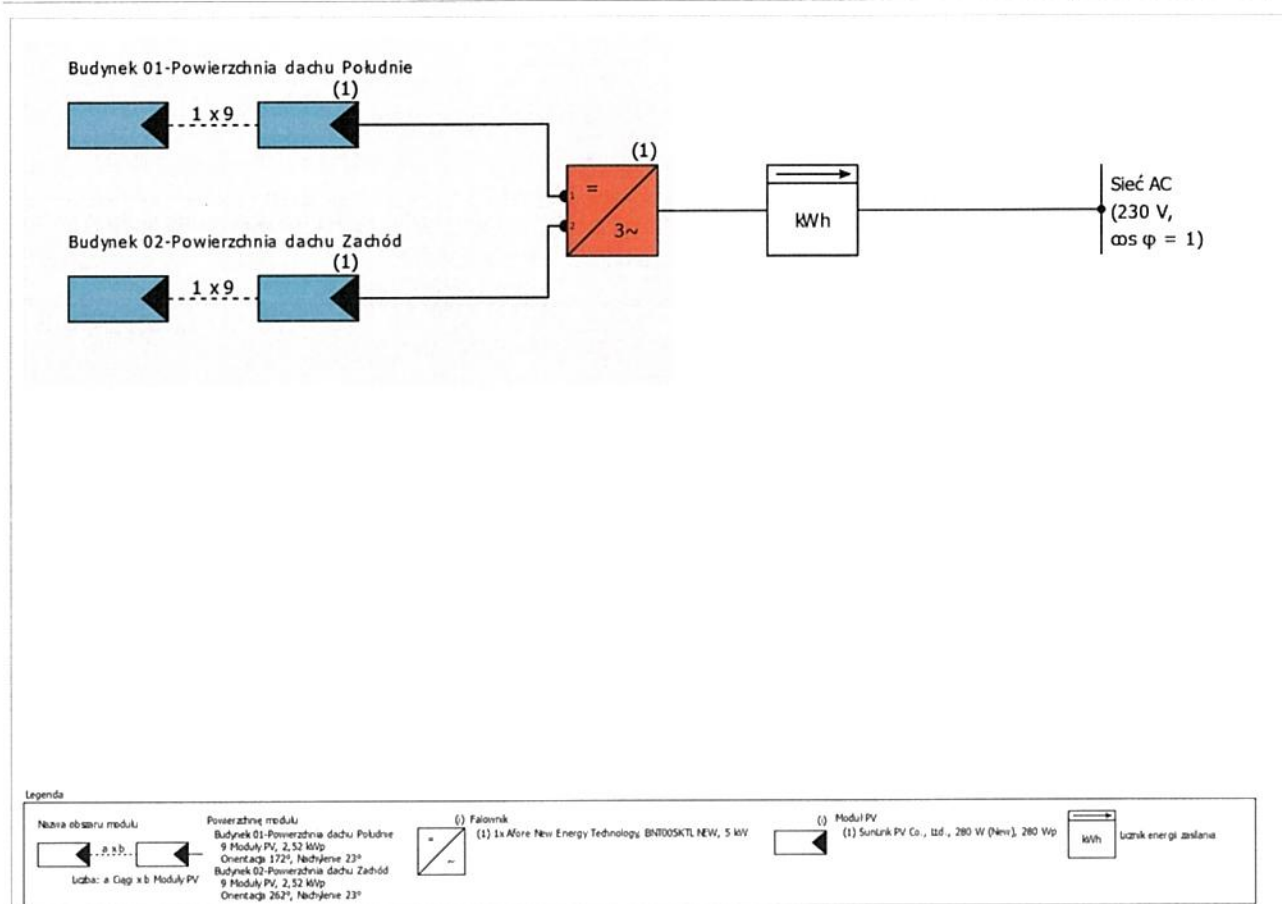 Budynek 01-Powierzchnia dachu Południe
(1)
1 x 9
(1)
1
=
2
3~
kWh
Sieć AC
(230 V,
cos φ = 1)
Budynek 02-Powierzchnia dachu Zachód
(1)
1 x 9
Legenda
Nazwa obszaru modułu
a x b
Liczba: a Ciągi x b Moduły PV
Powierzchnię modułu
Budynek 01-Powierzchnia dachu Południe
9 Moduły PV, 2,52 kWp
Orientacja 172°, Nachylenie 23°
Budynek 02-Powierzchnia dachu Zachód
9 Moduły PV, 2,52 kWp
Orientacja 262°, Nachylenie 23°
=
~
(i) Falownik
(1) 1x Afore New Energy Technology, BNT005KTL NEW, 5 kW
(i) Moduł PV
(1) SunLink PV Co., Ltd., 280 W (New), 280 Wp
kWh
Licznik energii zasilania